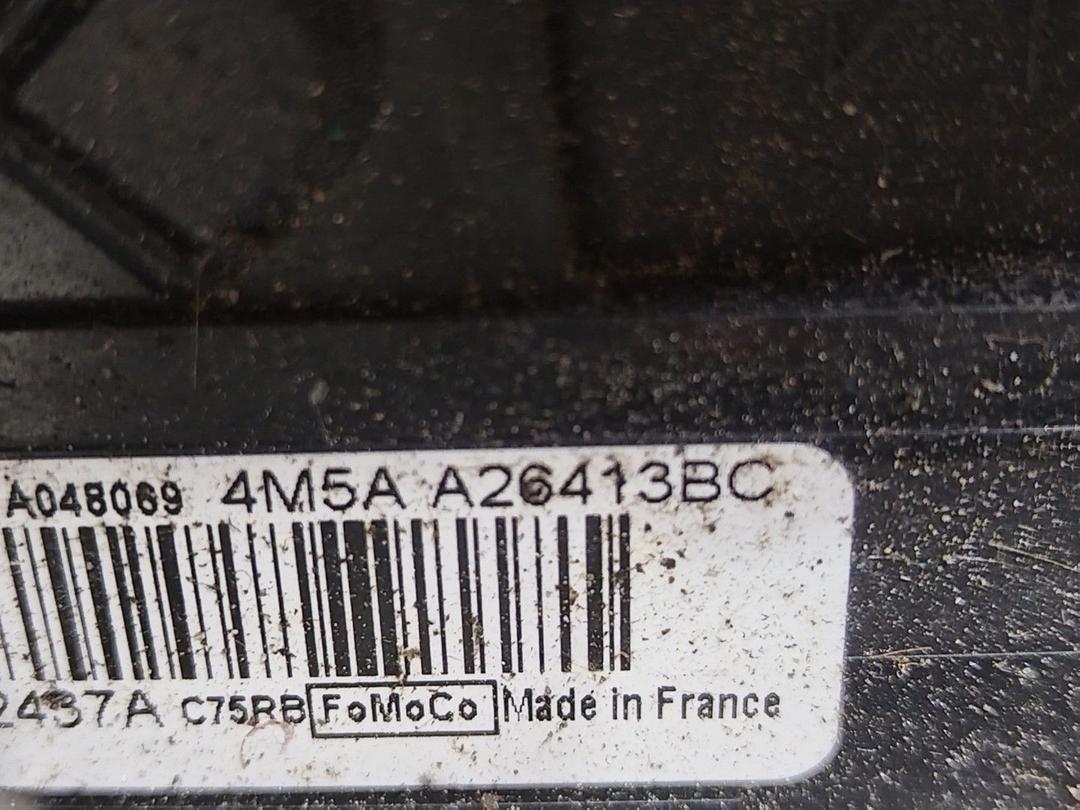 A048069 4M5A A26413BC
2437A C75RB FoMoCo Made in France